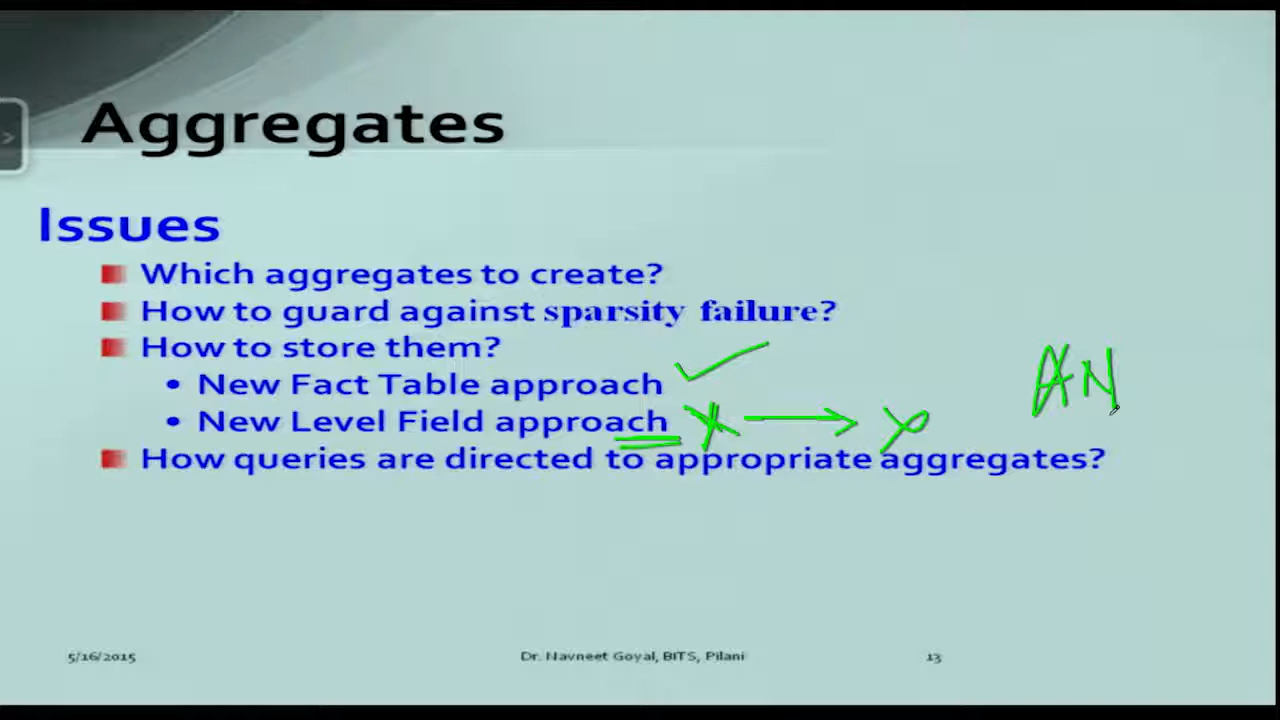 Aggregates
Issues
Which aggregates to create?
How to guard against sparsity failure?
How to store them?
• New Fact Table approach
• New Level Field approach
AN
How queries are directed to appropriate aggregates?
5/16/2015 Dr. Navneet Goyal, BITS, Pilani 13